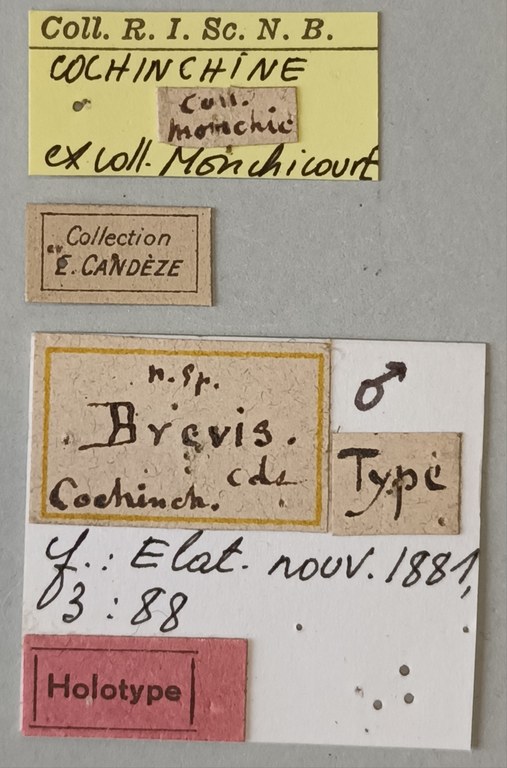 Coll. R. I. Sc. N. B.
COCHINCHINE
Coll.
monchic
ex coll. Monchicourt
Collection
E. CANDÈZE
n. sp.
Brevis.
cds
Cochinch.
♂
Type
f.: Elat. nouv. 1881,
3 : 88
Holotype